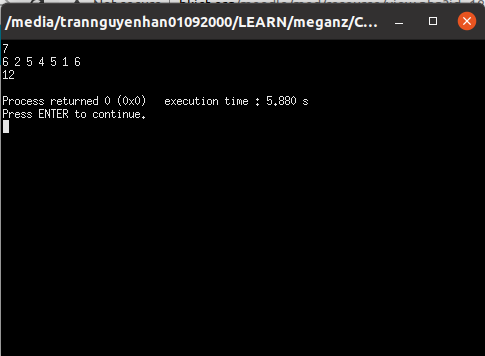 /media/trannguyenhan01092000/LEARN/meganz/C...
7
6 2 5 4 5 1 6
12
Process returned 0 (0x0) execution time : 5.880 s
Press ENTER to continue.